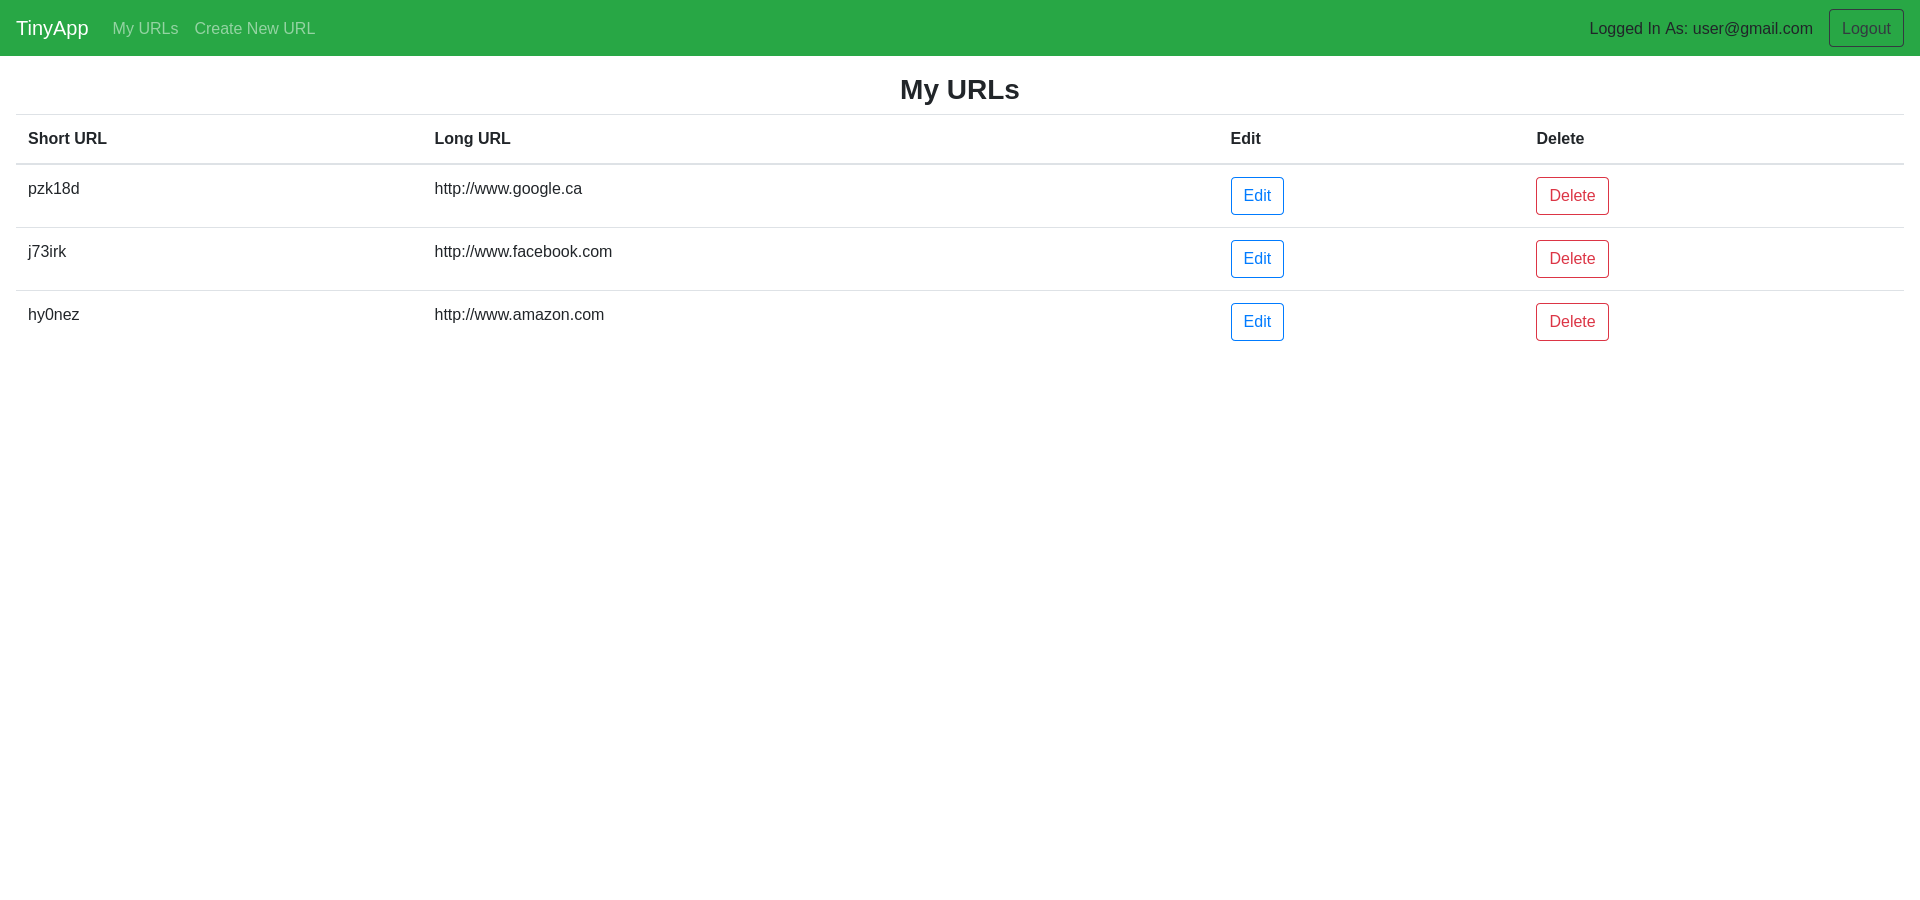 TinyApp My URLs Create New URL Logged In As: user@gmail.com Logout
My URLs
Short URL Long URL Edit Delete
pzk18d http://www.google.ca Edit Delete
j73irk http://www.facebook.com Edit Delete
hy0nez http://www.amazon.com Edit Delete